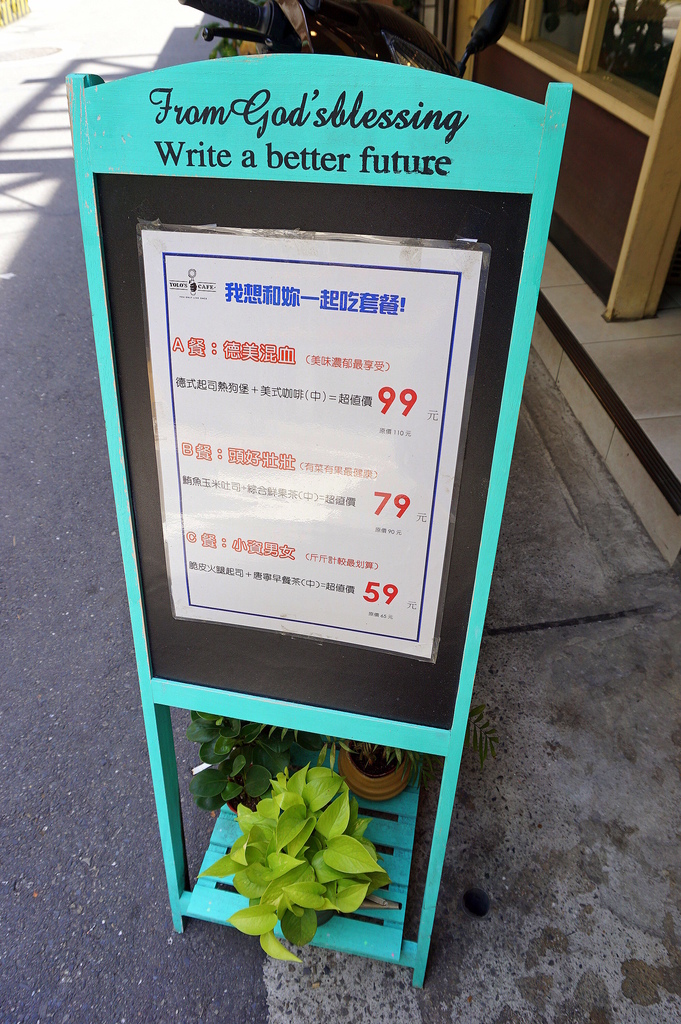 From God's blessing
Write a better future
YOLO'S CAFE
我想和妳一起吃套餐!
A 餐：德美混血（美味濃郁最享受）
德式起司熱狗堡＋美式咖啡(中)＝超值價 99 元
原價 110 元
B 餐：頭好壯壯（有菜有果最健康）
鮪魚玉米吐司+綜合鮮果茶(中)=超值價 79 元
原價 90 元
C 餐：小資男女（斤斤計較最划算）
脆皮火腿起司＋唐寧早餐茶(中)=超值價 59 元
原價 65 元